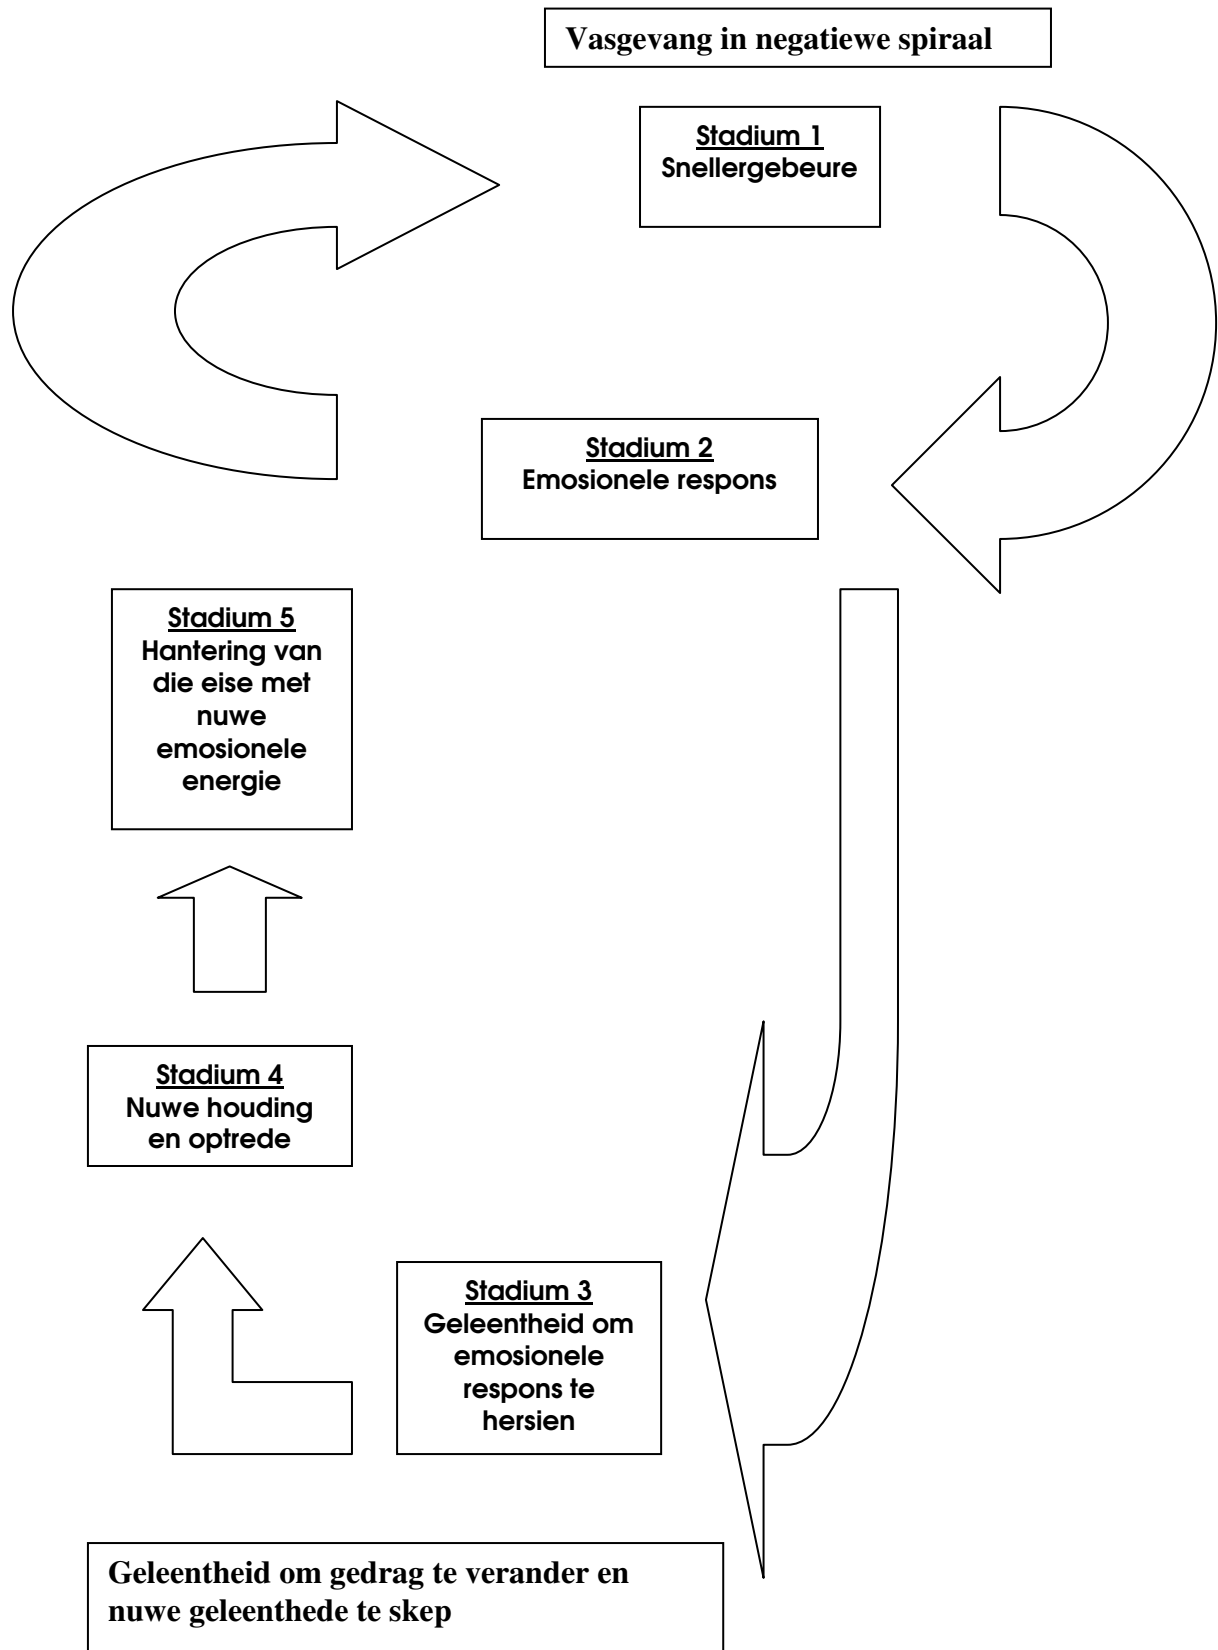 Vasgevang in negatiewe spiraal
Stadium 1
Snellergebeure
Stadium 2
Emosionele respons
Stadium 5
Hantering van
die eise met
nuwe
emosionele
energie
Stadium 4
Nuwe houding
en optrede
Stadium 3
Geleentheid om
emosionele
respons te
hersien
Geleentheid om gedrag te verander en
nuwe geleenthede te skep